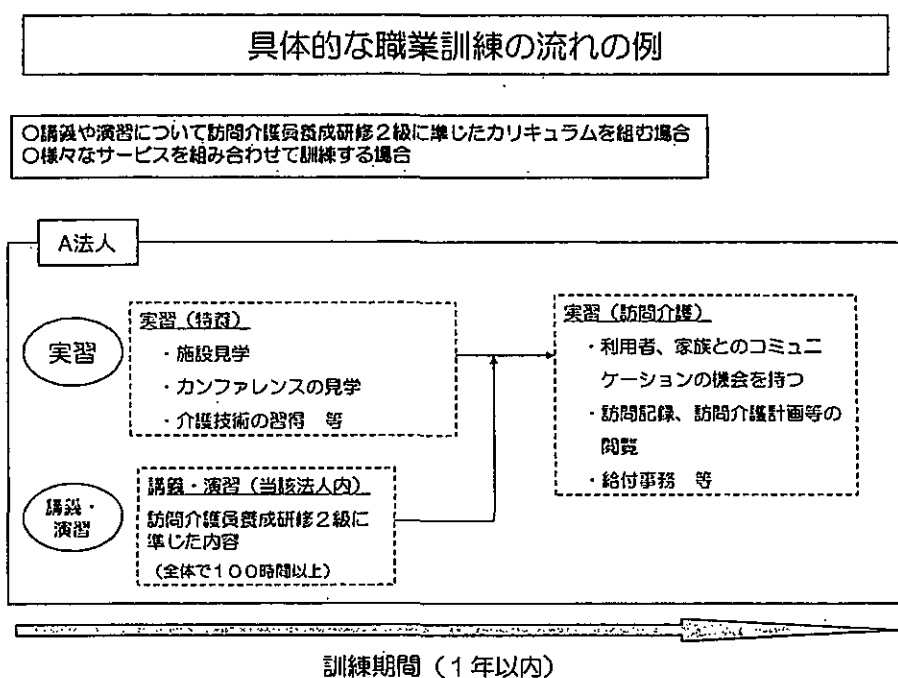 具体的な職業訓練の流れの例
○講義や演習について訪問介護員養成研修２級に準じたカリキュラムを組む場合
○様々なサービスを組み合わせて訓練する場合
A法人
実習
実習（特養）
・施設見学
・カンファレンスの見学
・介護技術の習得　等
実習（訪問介護）
・利用者、家族とのコミュニ
ケーションの機会を持つ
・訪問記録、訪問介護計画等の
閲覧
・給付事務　等
講義・
演習
講義・演習（当該法人内）
訪問介護員養成研修２級に
準じた内容
（全体で１００時間以上）
訓練期間（１年以内）